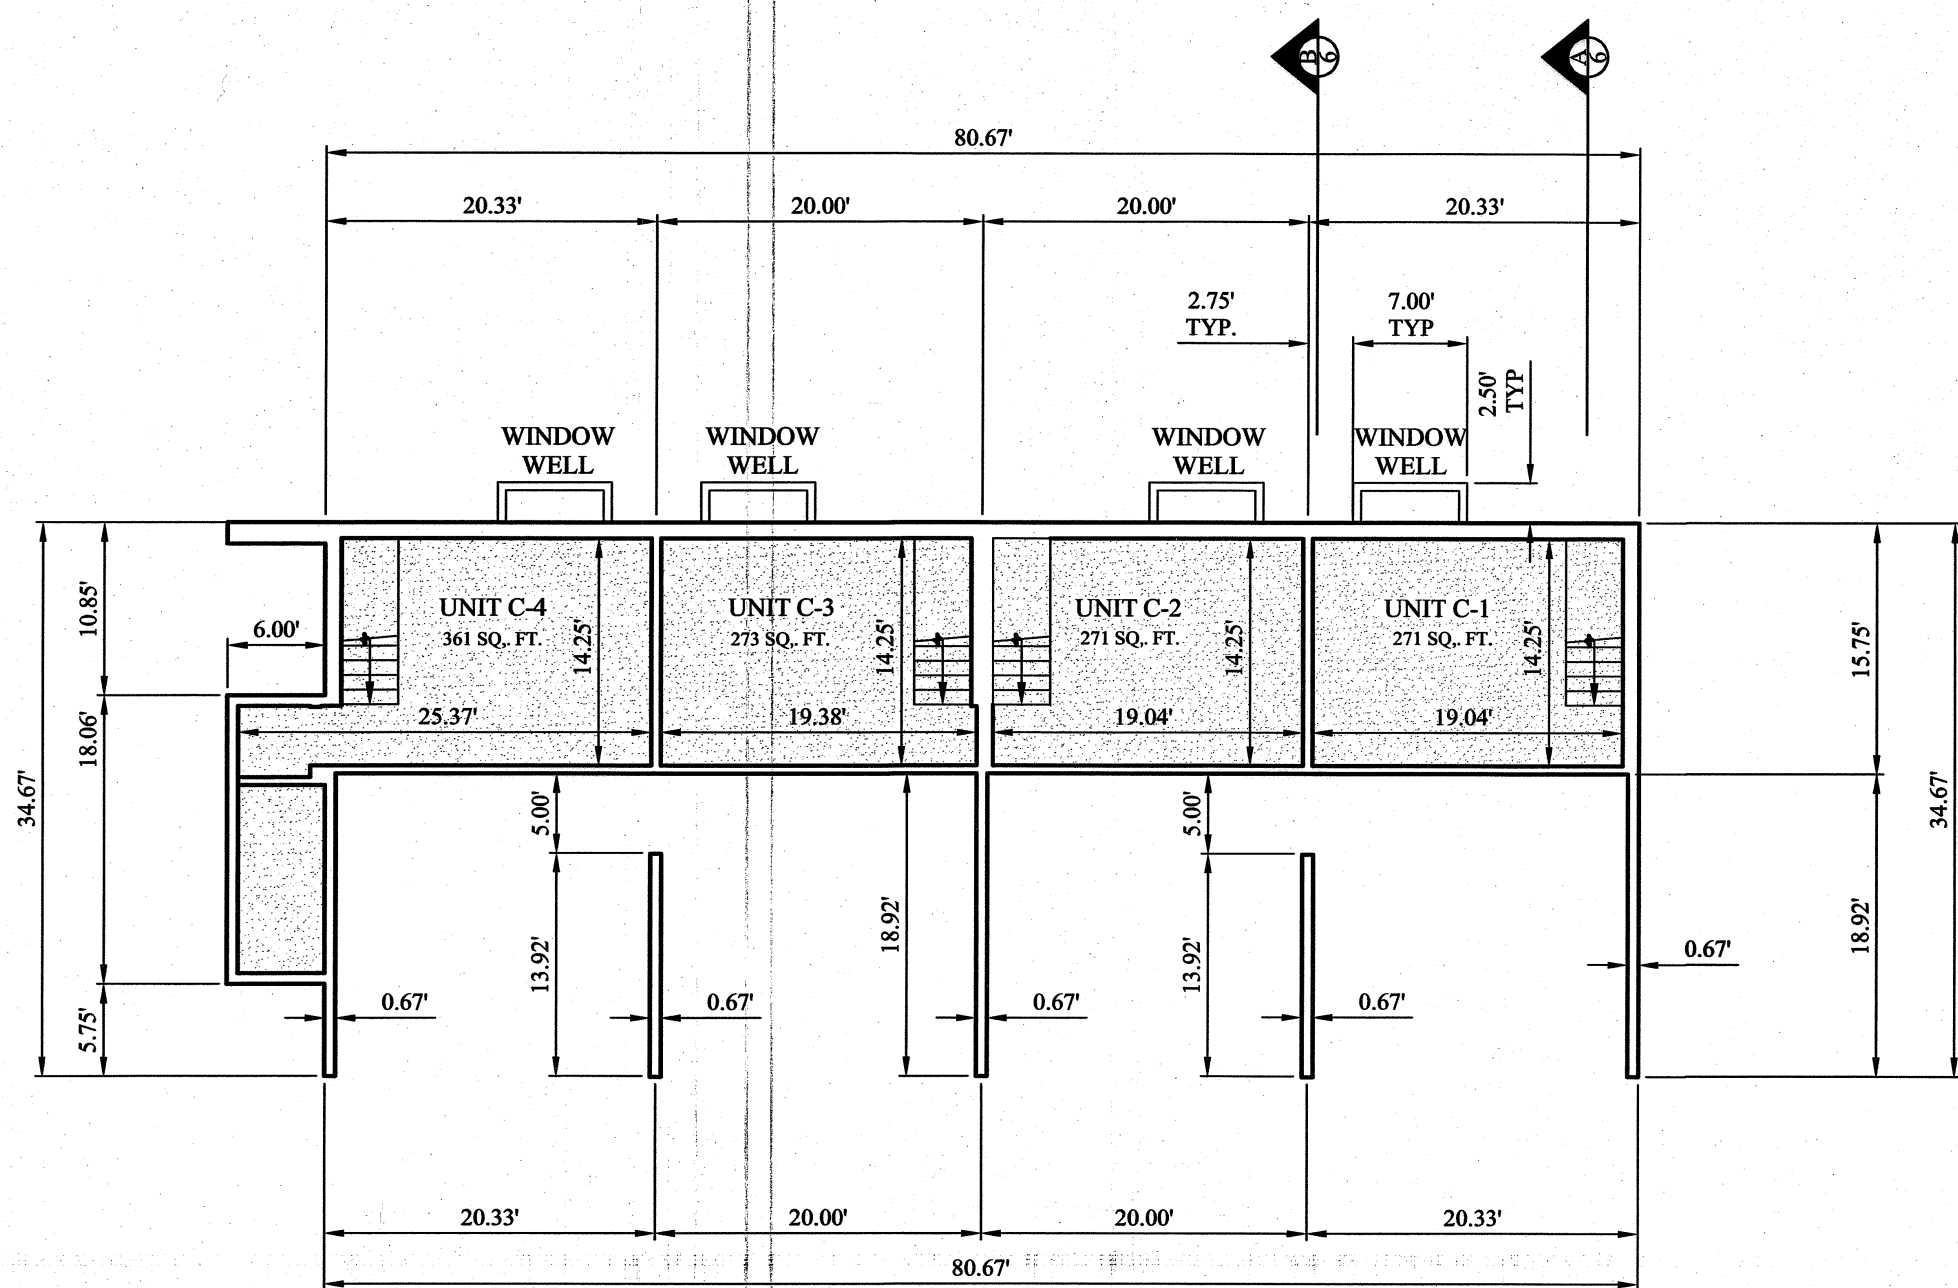 B
6
A
6
80.67'
20.33'
20.00'
20.00'
20.33'
2.75'
TYP.
7.00'
TYP
2.50'
TYP
WINDOW
WELL
WINDOW
WELL
WINDOW
WELL
WINDOW
WELL
10.85'
6.00'
18.06'
34.67'
5.75'
UNIT C-4
361 SQ,. FT.
14.25'
25.37'
UNIT C-3
273 SQ,. FT.
14.25'
19.38'
UNIT C-2
271 SQ,. FT.
14.25'
19.04'
UNIT C-1
271 SQ,. FT.
14.25'
19.04'
15.75'
34.67'
18.92'
5.00'
13.92'
18.92'
5.00'
13.92'
0.67'
0.67'
0.67'
0.67'
0.67'
20.33'
20.00'
20.00'
20.33'
80.67'